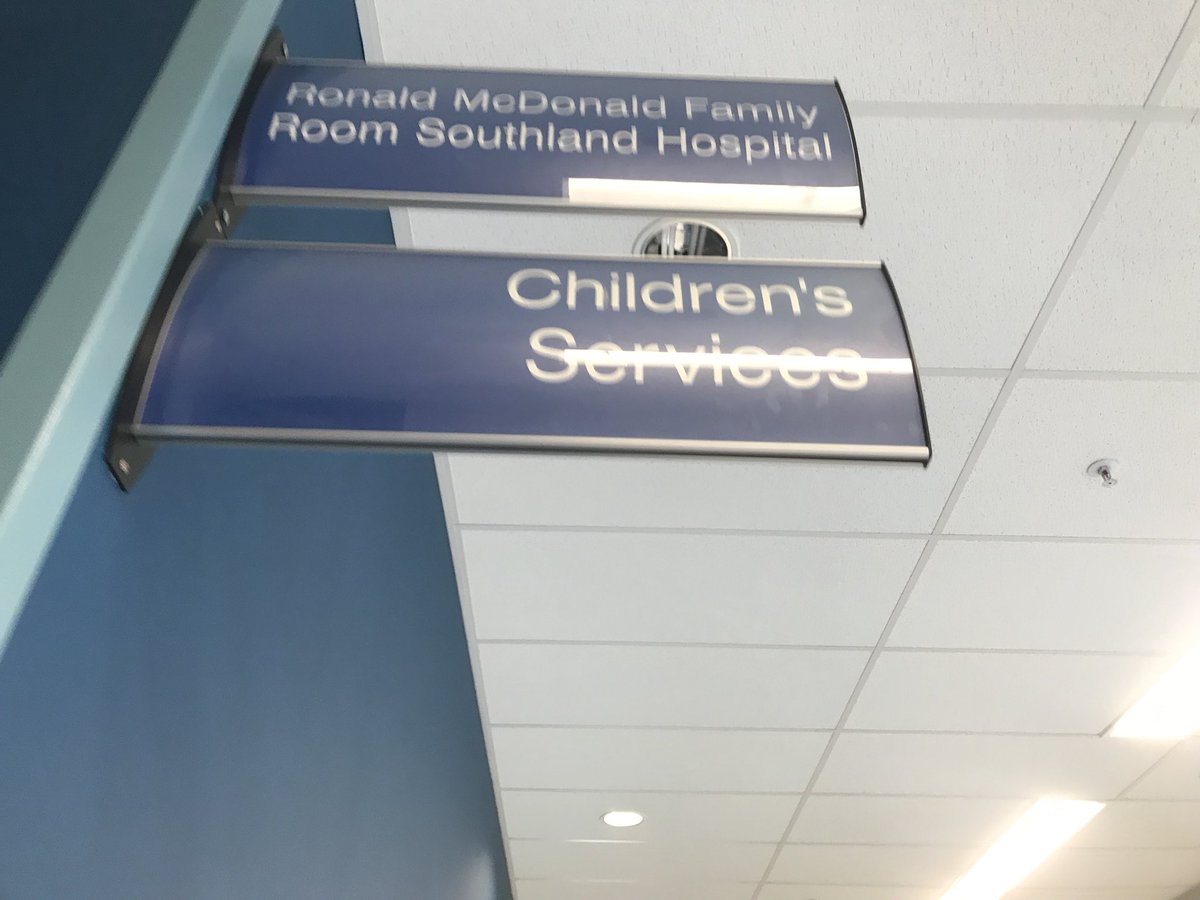 Ronald McDonald Family
Room Southland Hospital
Children's
Services